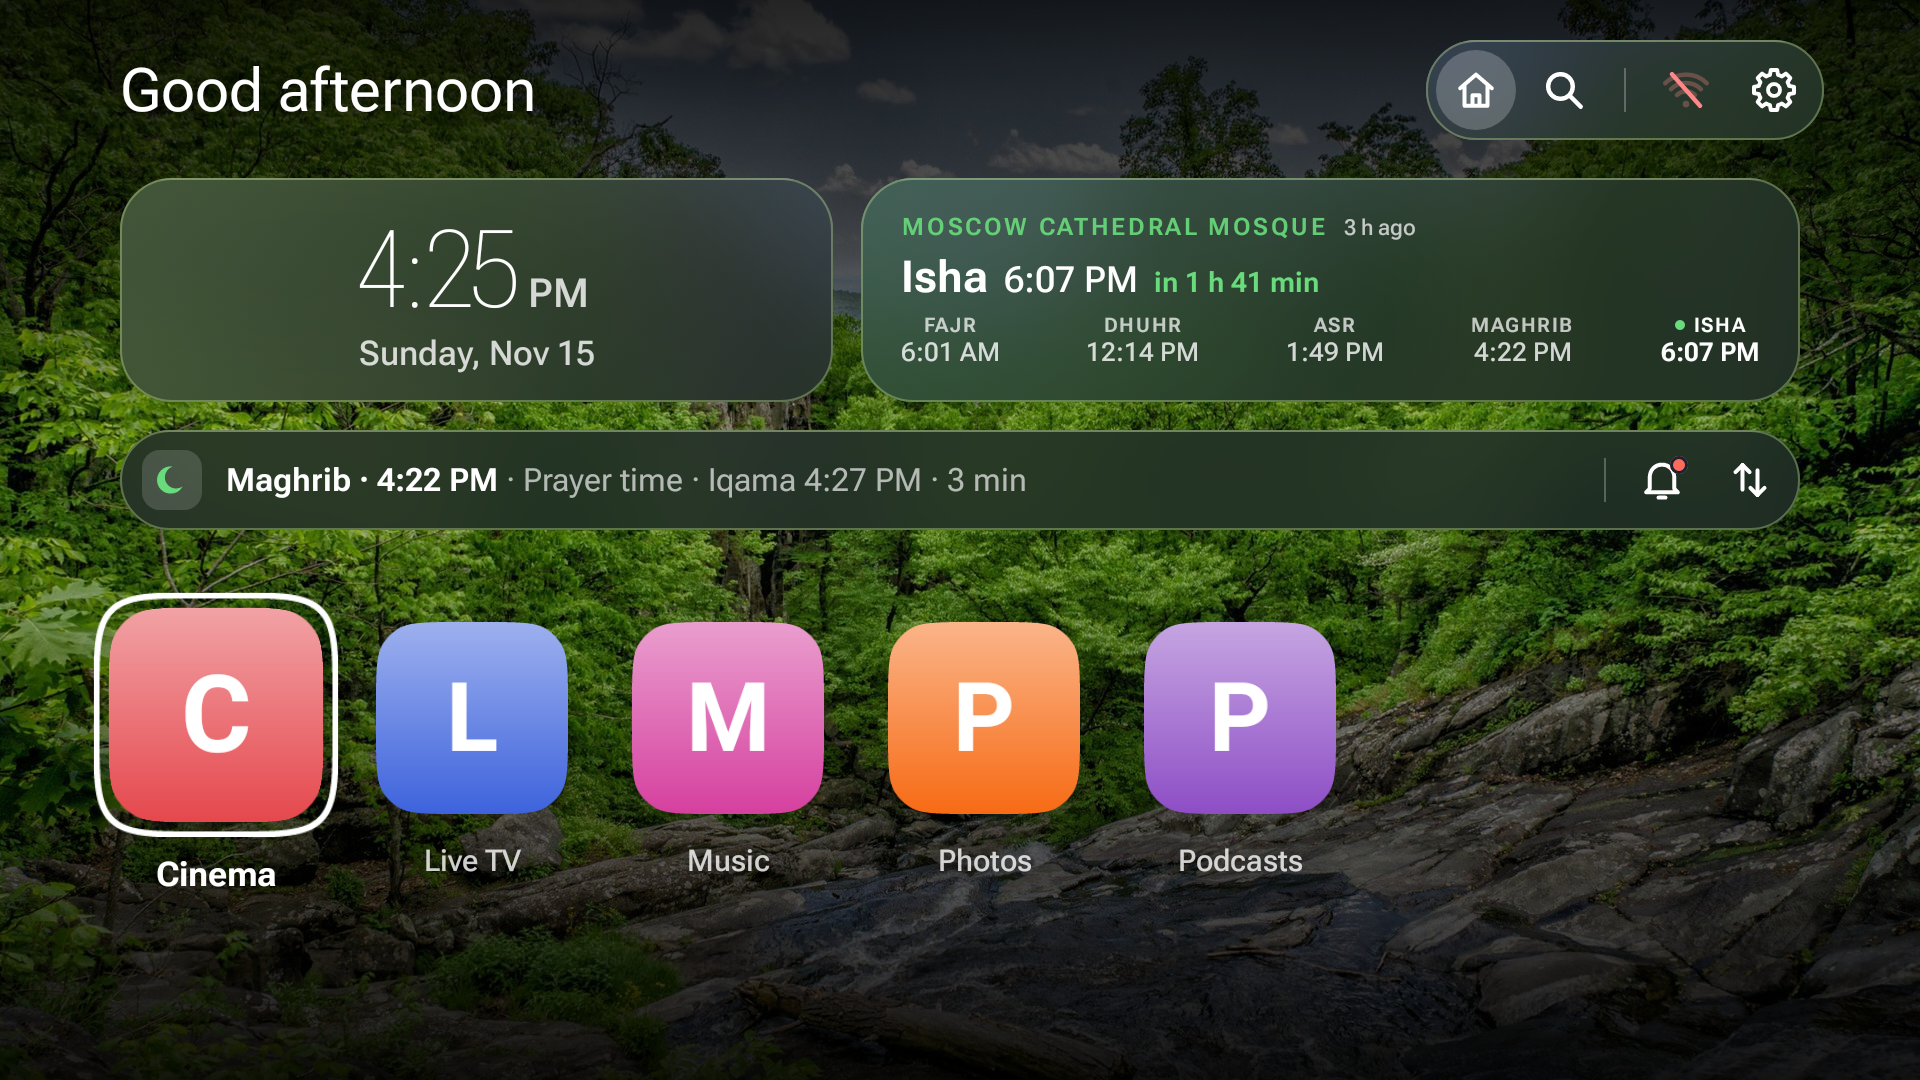 Good afternoon
4:25 PM
Sunday, Nov 15
MOSCOW CATHEDRAL MOSQUE 3 h ago
Isha 6:07 PM in 1 h 41 min
FAJR DHUHR ASR MAGHRIB ISHA
6:01 AM 12:14 PM 1:49 PM 4:22 PM 6:07 PM
Maghrib · 4:22 PM · Prayer time · Iqama 4:27 PM · 3 min
C L M P P
Cinema Live TV Music Photos Podcasts